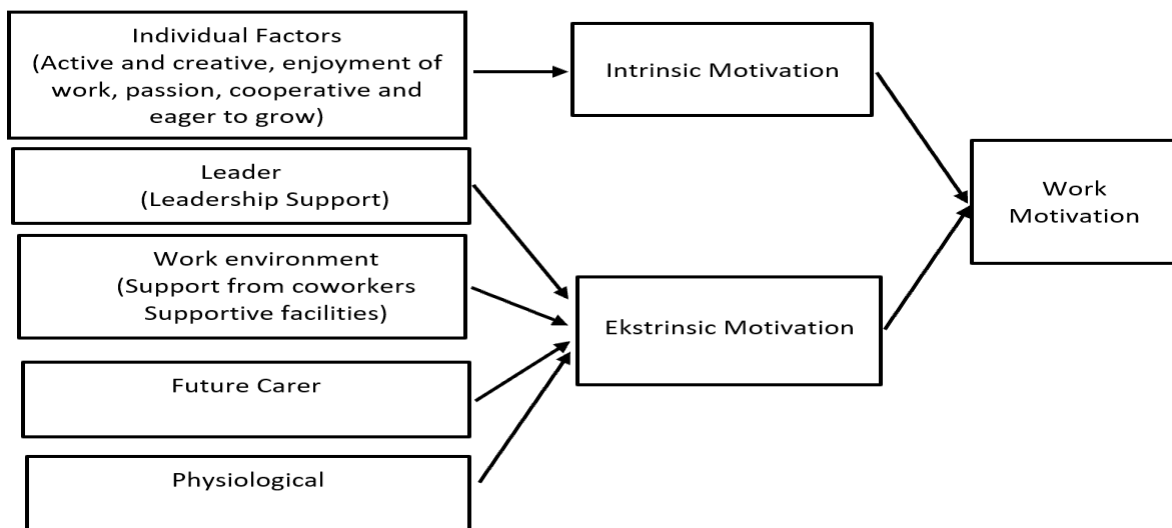 Individual Factors
(Active and creative, enjoyment of
work, passion, cooperative and
eager to grow)
Intrinsic Motivation
Leader
(Leadership Support)
Work environment
(Support from coworkers
Supportive facilities)
Work
Motivation
Ekstrinsic Motivation
Future Carer
Physiological